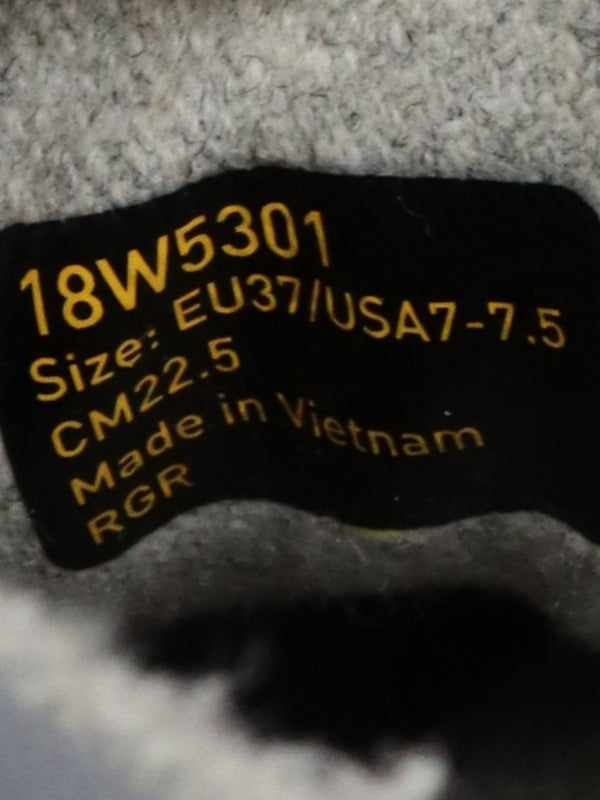 18W5301
Size: EU37/USA7-7.5
CM22.5
Made in Vietnam
RGR